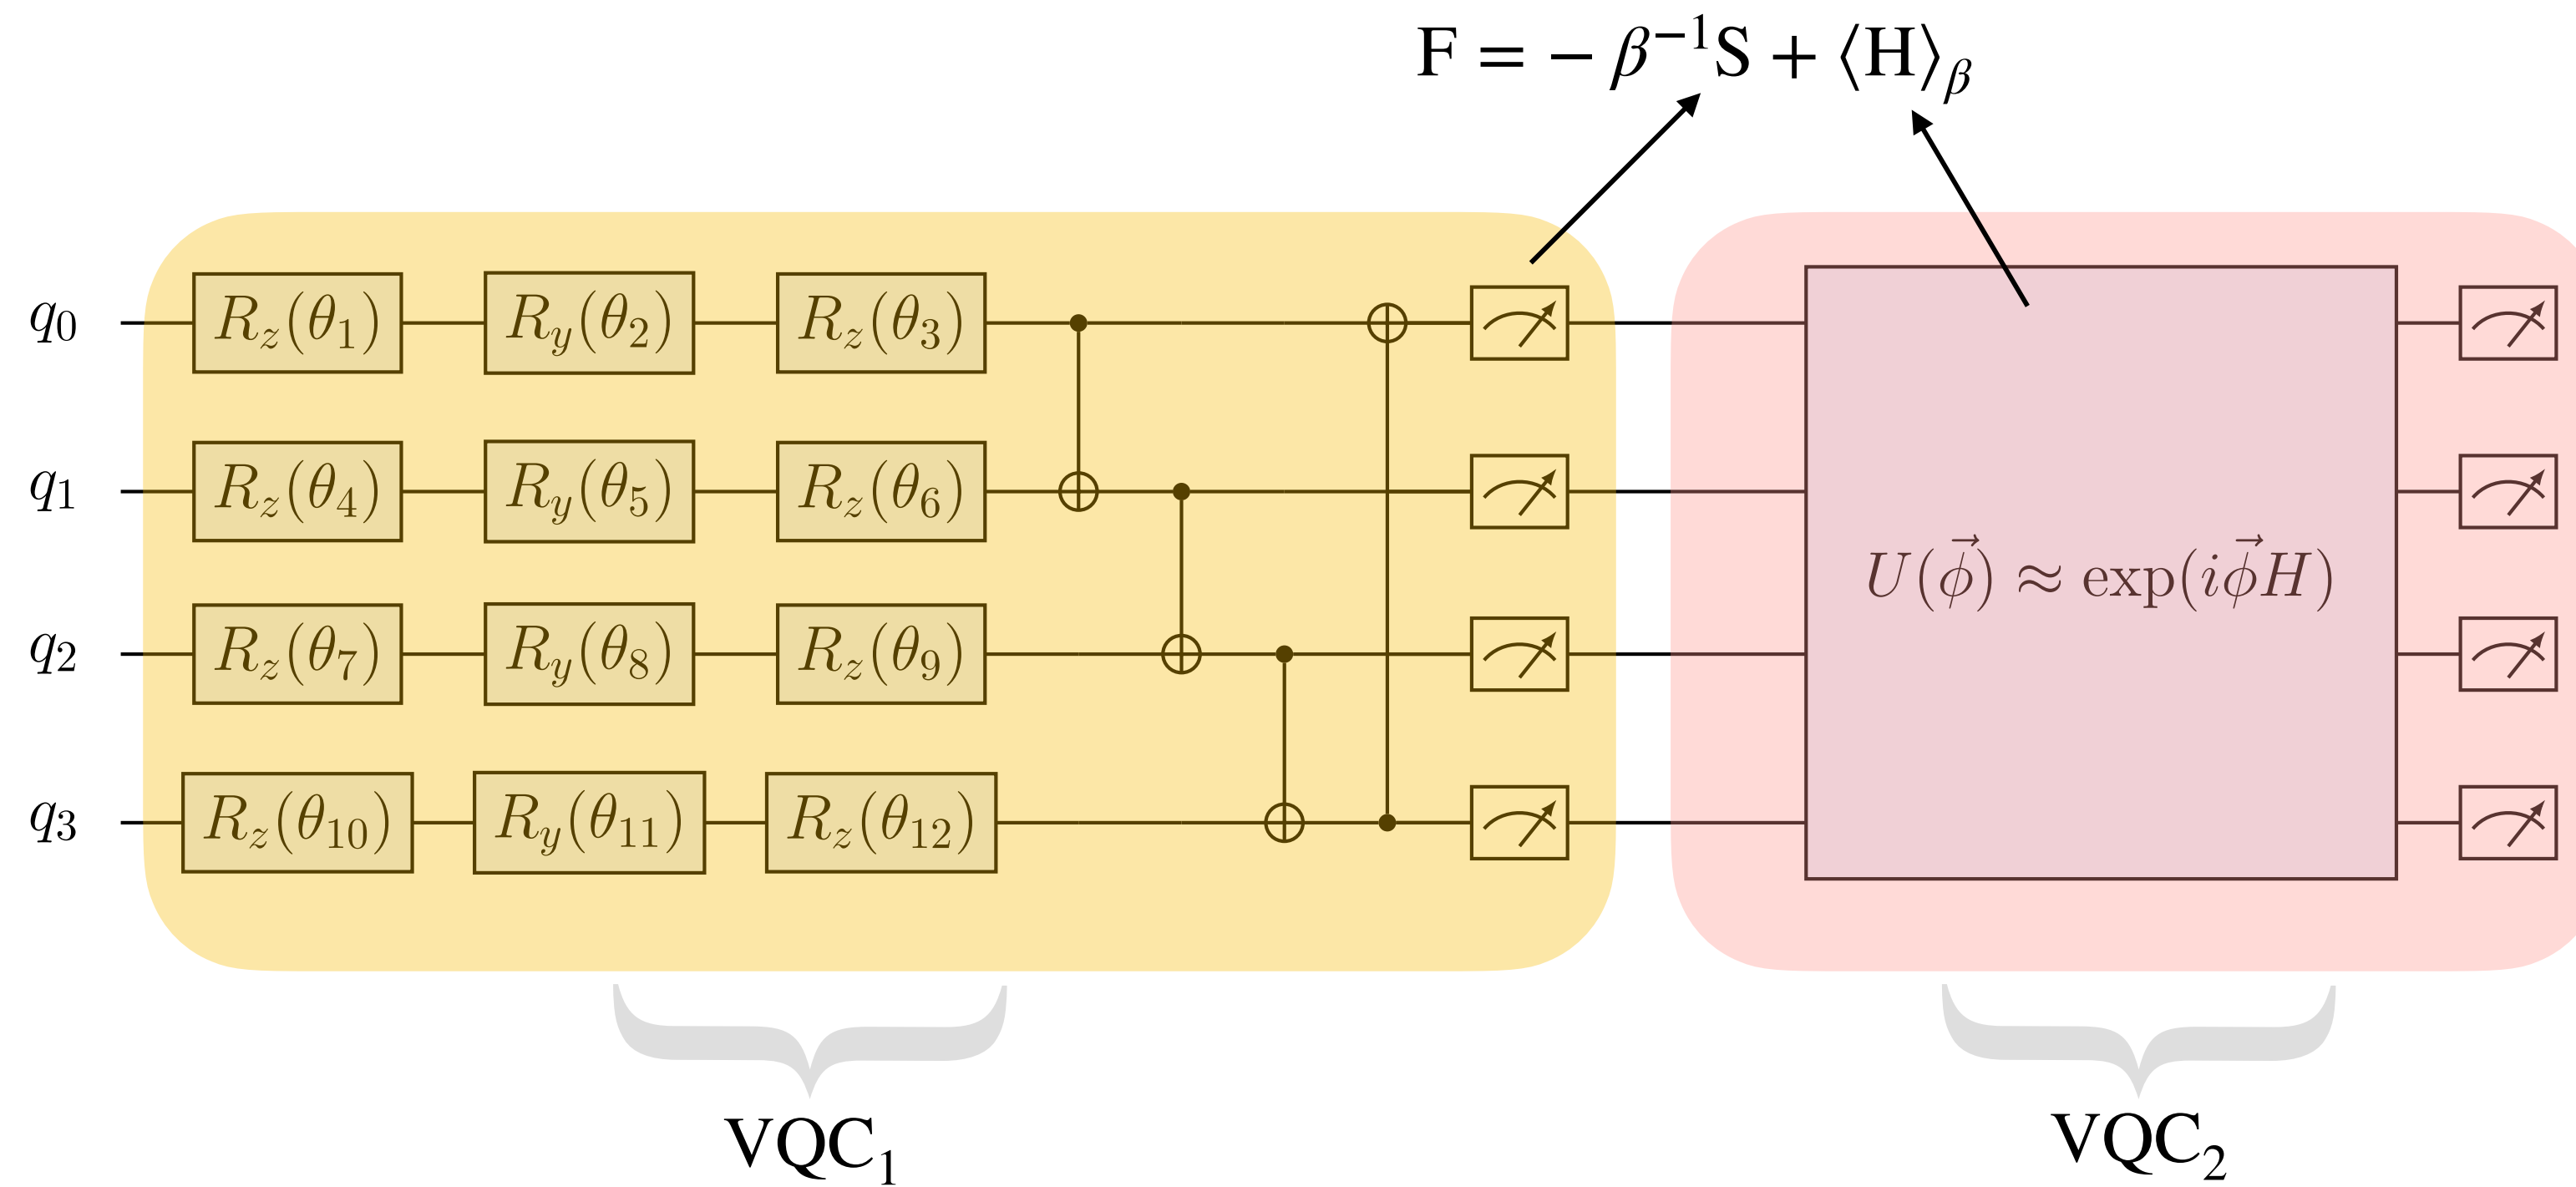 F = − β⁻¹S + ⟨H⟩β
q0 Rz(θ1) Ry(θ2) Rz(θ3)
q1 Rz(θ4) Ry(θ5) Rz(θ6)
U(ϕ⃗) ≈ exp(iϕ⃗H)
q2 Rz(θ7) Ry(θ8) Rz(θ9)
q3 Rz(θ10) Ry(θ11) Rz(θ12)
VQC1
VQC2